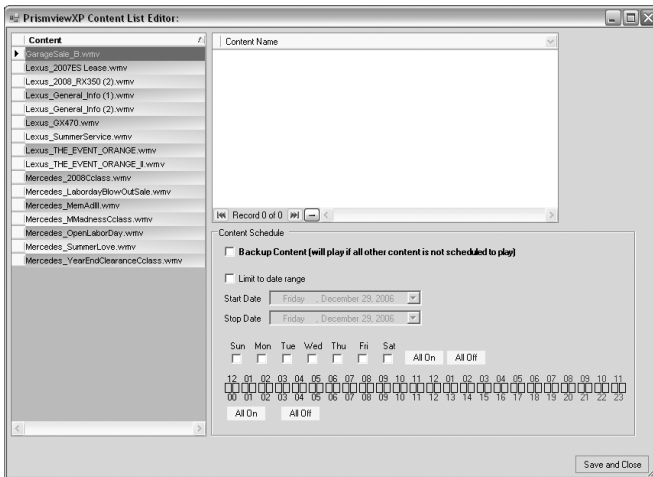 PrismviewXP Content List Editor:
Content
GarageSale_B.wmv
Lexus_2007ES Lease.wmv
Lexus_2008_RX350 (2).wmv
Lexus_General_Info (1).wmv
Lexus_General_Info (2).wmv
Lexus_GX470.wmv
Lexus_SummerService.wmv
Lexus_THE_EVENT_ORANGE.wmv
Lexus_THE_EVENT_ORANGE_II.wmv
Mercedes_2008Cclass.wmv
Mercedes_LabordayBlowOutSale.wmv
Mercedes_MemAdIII.wmv
Mercedes_MMadnessCclass.wmv
Mercedes_OpenLaborDay.wmv
Mercedes_SummerLove.wmv
Mercedes_YearEndClearanceCclass.wmv
Content Name
Record 0 of 0
Content Schedule
Backup Content (will play if all other content is not scheduled to play)
Limit to date range
Start Date Friday , December 29, 2006
Stop Date Friday , December 29, 2006
Sun Mon Tue Wed Thu Fri Sat
All On All Off
12 01 02 03 04 05 06 07 08 09 10 11 12 01 02 03 04 05 06 07 08 09 10 11
00 01 02 03 04 05 06 07 08 09 10 11 12 13 14 15 16 17 18 19 20 21 22 23
All On All Off
Save and Close